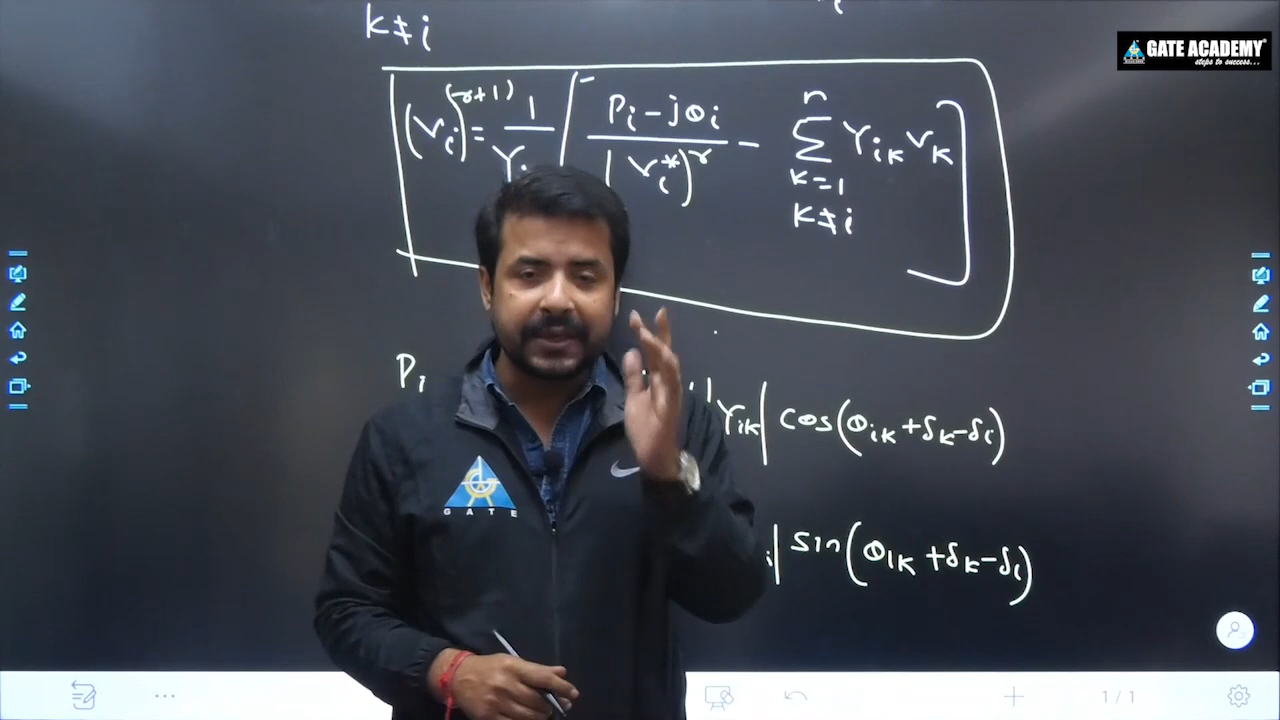 k≠i
GATE ACADEMY®
steps to success...
(Vi)^(r+1) = 1/Yi [ (Pi - jQi)/(Vi*)^r - Σ_{k=1, k≠i}^{n} Yik Vk ]
Pi
Yik| cos(θik+δk-δi)
| sin(θik+δk-δi)
GATE
1/1